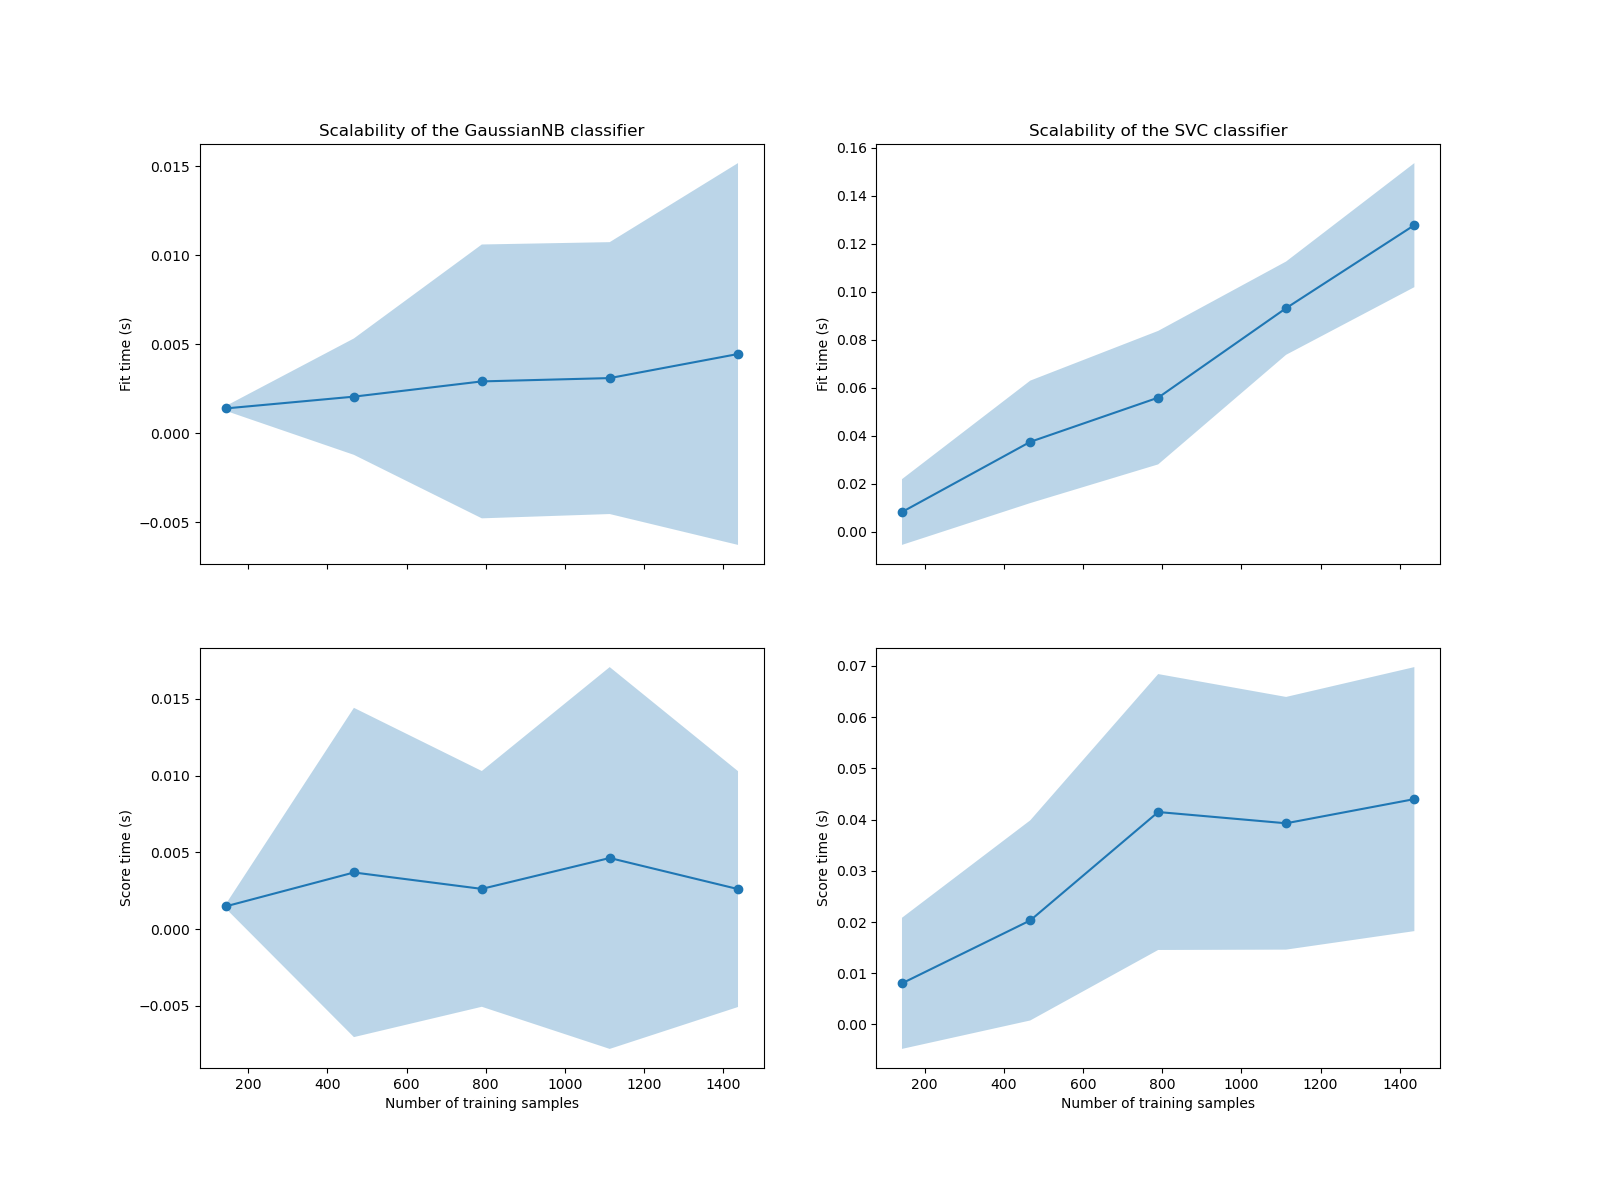 Scalability of the GaussianNB classifier
0.015
0.010
0.005
0.000
−0.005
Fit time (s)
Scalability of the SVC classifier
0.16
0.14
0.12
0.10
0.08
0.06
0.04
0.02
0.00
Fit time (s)
0.015
0.010
0.005
0.000
−0.005
Score time (s)
200 400 600 800 1000 1200 1400
Number of training samples
0.07
0.06
0.05
0.04
0.03
0.02
0.01
0.00
Score time (s)
200 400 600 800 1000 1200 1400
Number of training samples